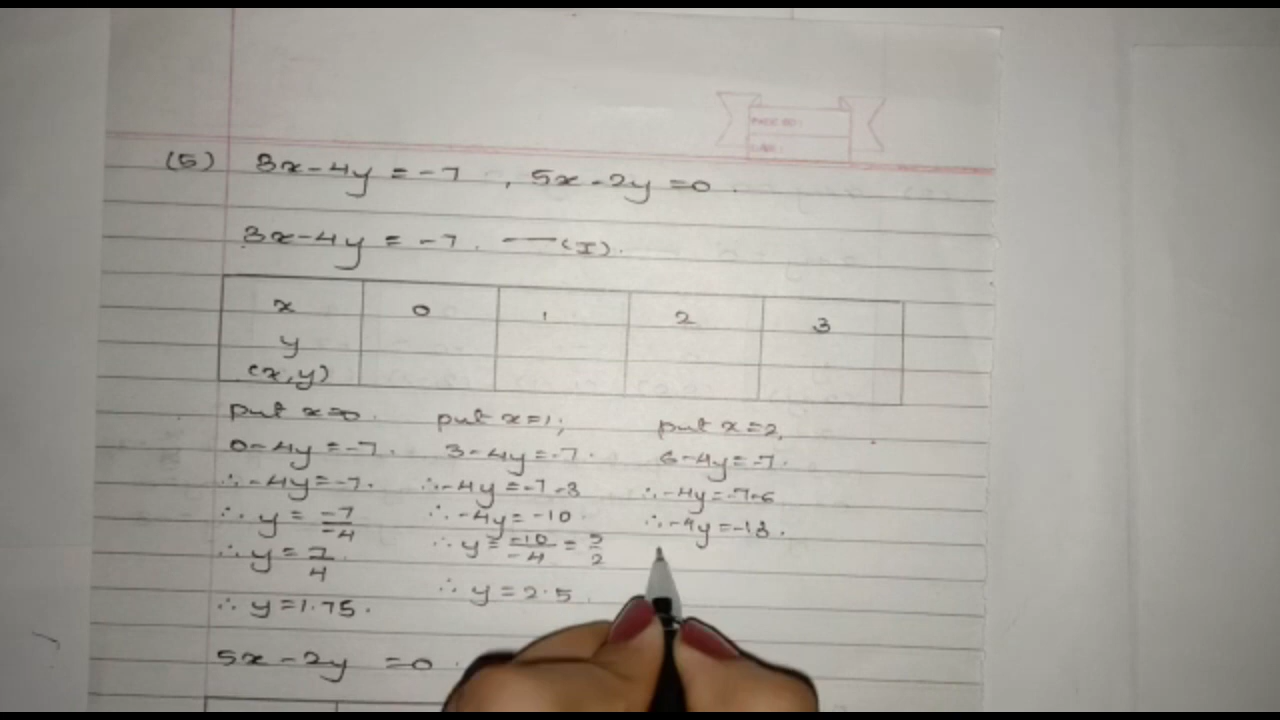 (5) 3x-4y = -7 , 5x-2y =0.
3x-4y = -7. —(I).
x 0 1 2 3
y
(x,y)
put x=0. put x=1; put x=2,
0-4y = -7. 3-4y = -7. 6-4y = -7.
∴ -4y = -7. ∴ -4y = -7-3 ∴ -4y = -7-6
∴ y = -7/-4 ∴ -4y = -10 ∴ -4y = -13.
∴ y = 7/4 ∴ y = -10/-4 = 5/2
∴ y = 1.75. ∴ y = 2.5.
5x-2y =0.